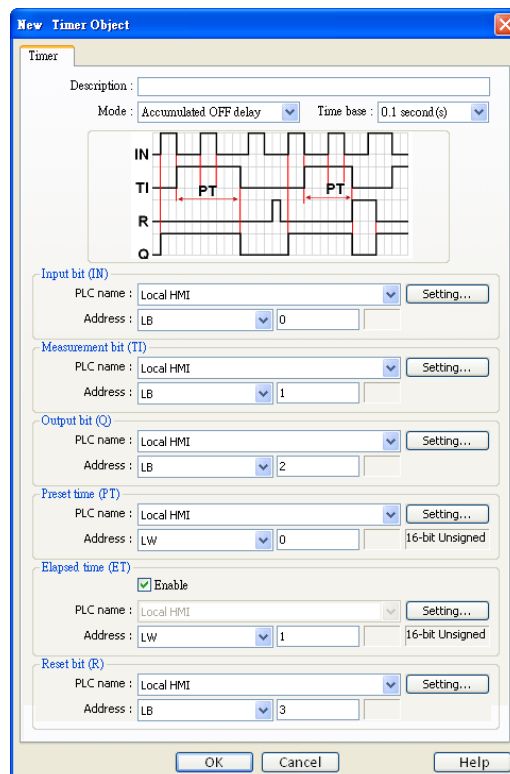 New Timer Object
Timer
Description :
Mode : Accumulated OFF delay Time base : 0.1 second(s)
IN
TI PT PT
R
Q
Input bit (IN)
PLC name : Local HMI Setting...
Address : LB 0
Measurement bit (TI)
PLC name : Local HMI Setting...
Address : LB 1
Output bit (Q)
PLC name : Local HMI Setting...
Address : LB 2
Preset time (PT)
PLC name : Local HMI Setting...
Address : LW 0 16-bit Unsigned
Elapsed time (ET)
Enable
PLC name : Local HMI Setting...
Address : LW 1 16-bit Unsigned
Reset bit (R)
PLC name : Local HMI Setting...
Address : LB 3
OK Cancel Help